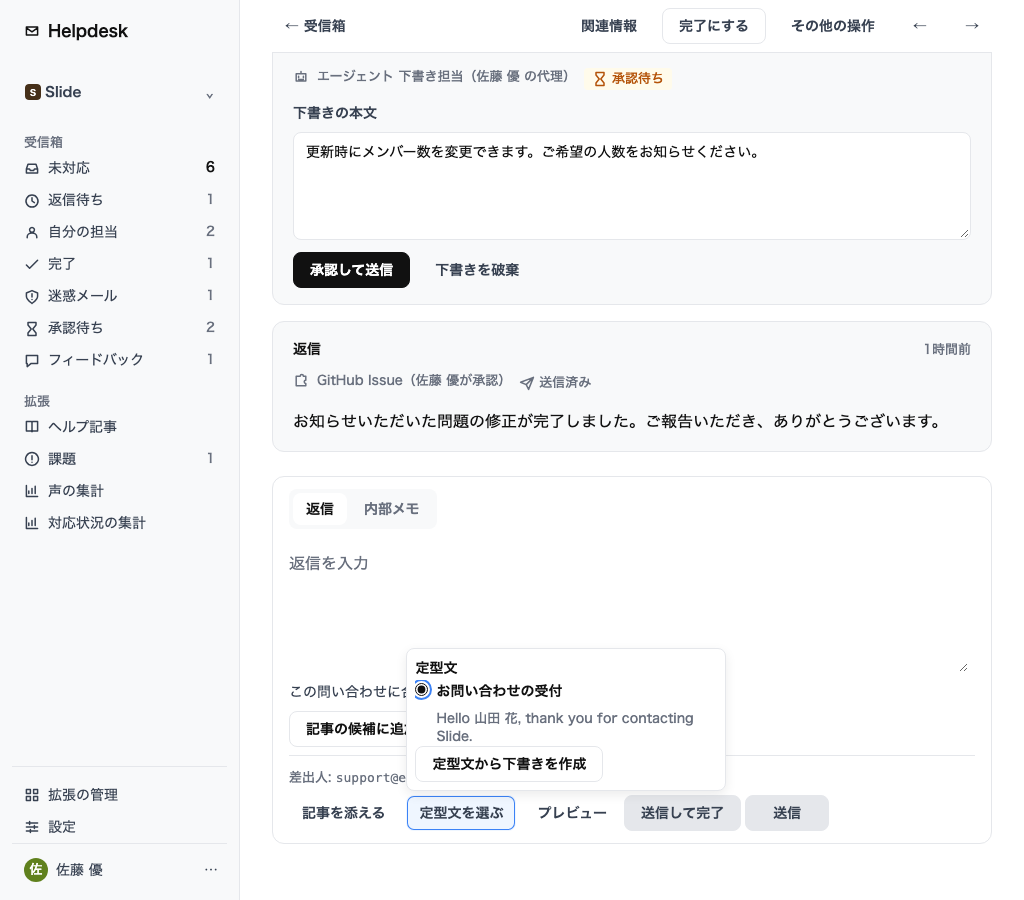 Helpdesk
S Slide
受信箱
未対応 6
返信待ち 1
自分の担当 2
完了 1
迷惑メール 1
承認待ち 2
フィードバック 1
拡張
ヘルプ記事
課題 1
声の集計
対応状況の集計
拡張の管理
設定
佐 佐藤 優 ⋯
← 受信箱 関連情報 完了にする その他の操作 ← →
エージェント 下書き担当（佐藤 優 の代理） 承認待ち
下書きの本文
更新時にメンバー数を変更できます。ご希望の人数をお知らせください。
承認して送信 下書きを破棄
返信 1時間前
GitHub Issue（佐藤 優が承認） 送信済み
お知らせいただいた問題の修正が完了しました。ご報告いただき、ありがとうございます。
返信 内部メモ
返信を入力
この問い合わせに
記事の候補に追
定型文
お問い合わせの受付
Hello 山田 花, thank you for contacting
Slide.
定型文から下書きを作成
差出人: support@e
記事を添える 定型文を選ぶ プレビュー 送信して完了 送信